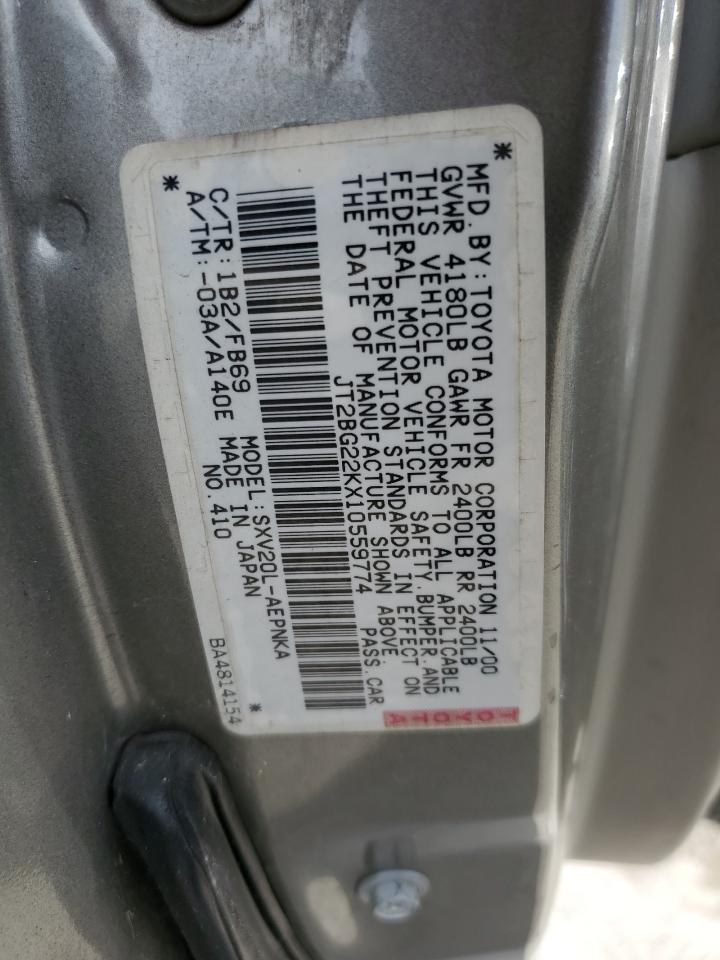 MFD. BY: TOYOTA MOTOR CORPORATION 11/00
GVWR 4180LB GAWR FR 2400LB RR 2400LB
THIS VEHICLE CONFORMS TO ALL APPLICABLE
FEDERAL MOTOR VEHICLE SAFETY, BUMPER, AND
THEFT PREVENTION STANDARDS IN EFFECT ON
THE DATE OF MANUFACTURE SHOWN ABOVE.
* JT2BG22KX10559774 PASS.CAR
TOYOTA
* *
C/TR: 1B2/FB69 MODEL: SXV20L-AEPNKA
A/TM: -03A/A140E MADE IN JAPAN
NO. 410
BA4814154